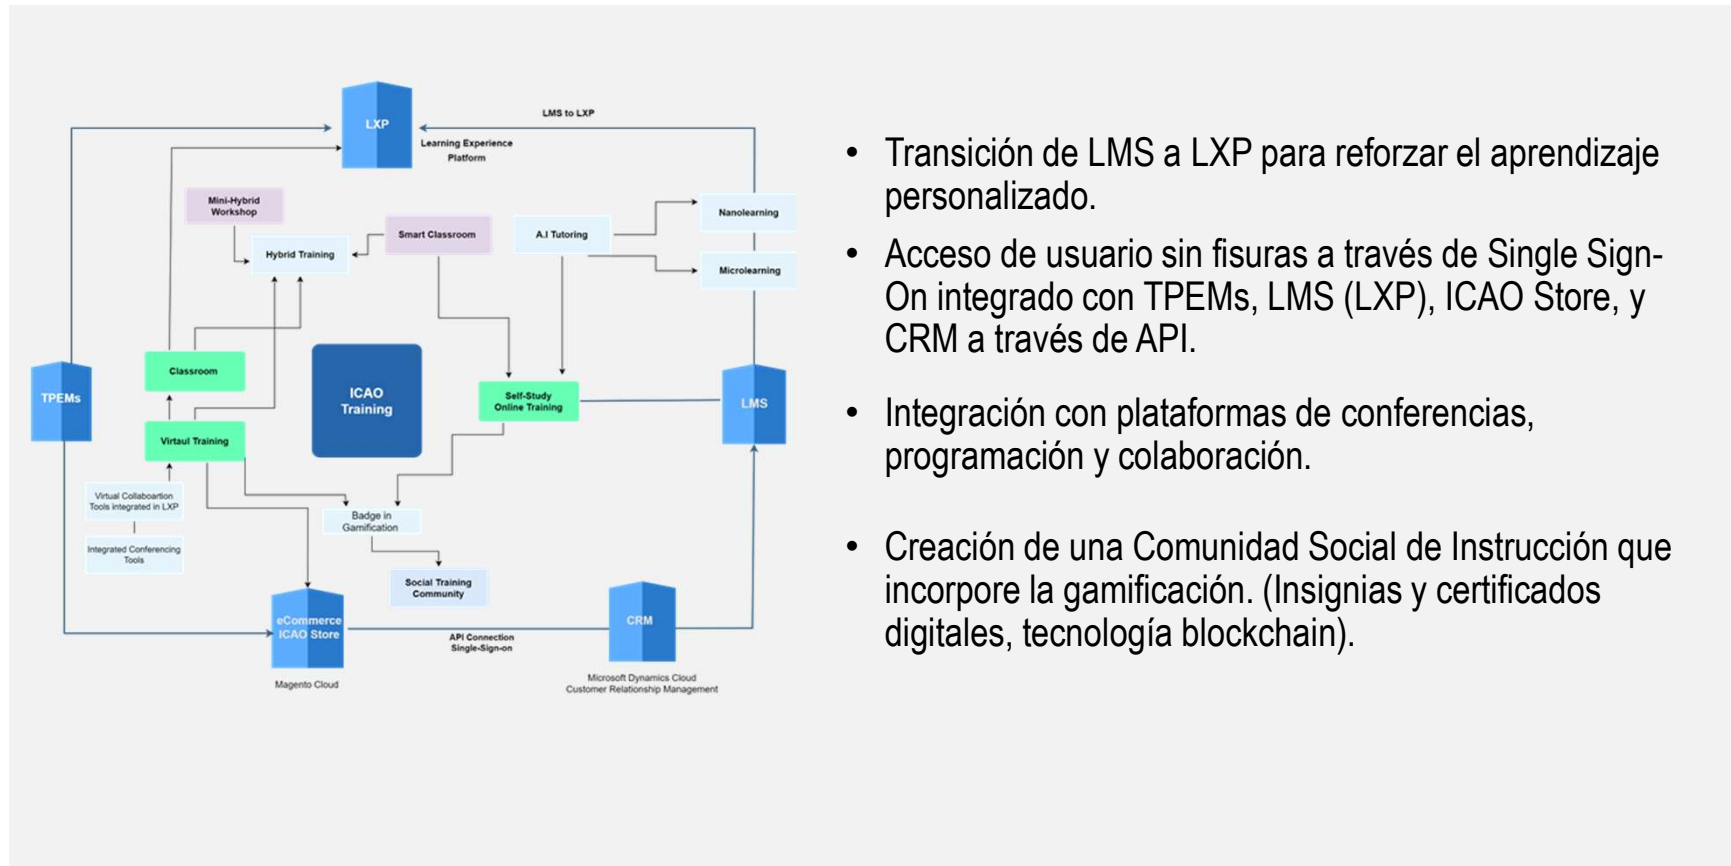 LXP
LMS to LXP
Learning Experience
Platform
Mini-Hybrid
Workshop
Nanolearning
Smart Classroom
A.I Tutoring
Hybrid Training
Microlearning
Classroom
ICAO
Training
TPEMs
Self-Study
Online Training
LMS
Virtaul Training
Virtual Collaboartion
Tools integrated in LXP
Badge in
Gamification
Integrated Conferencing
Tools
Social Training
Community
eCommerce
ICAO Store
CRM
API Connection
Single-Sign-on
Magento Cloud
Microsoft Dynamics Cloud
Customer Relationship Management
• Transición de LMS a LXP para reforzar el aprendizaje
personalizado.
• Acceso de usuario sin fisuras a través de Single Sign-
On integrado con TPEMs, LMS (LXP), ICAO Store, y
CRM a través de API.
• Integración con plataformas de conferencias,
programación y colaboración.
• Creación de una Comunidad Social de Instrucción que
incorpore la gamificación. (Insignias y certificados
digitales, tecnología blockchain).